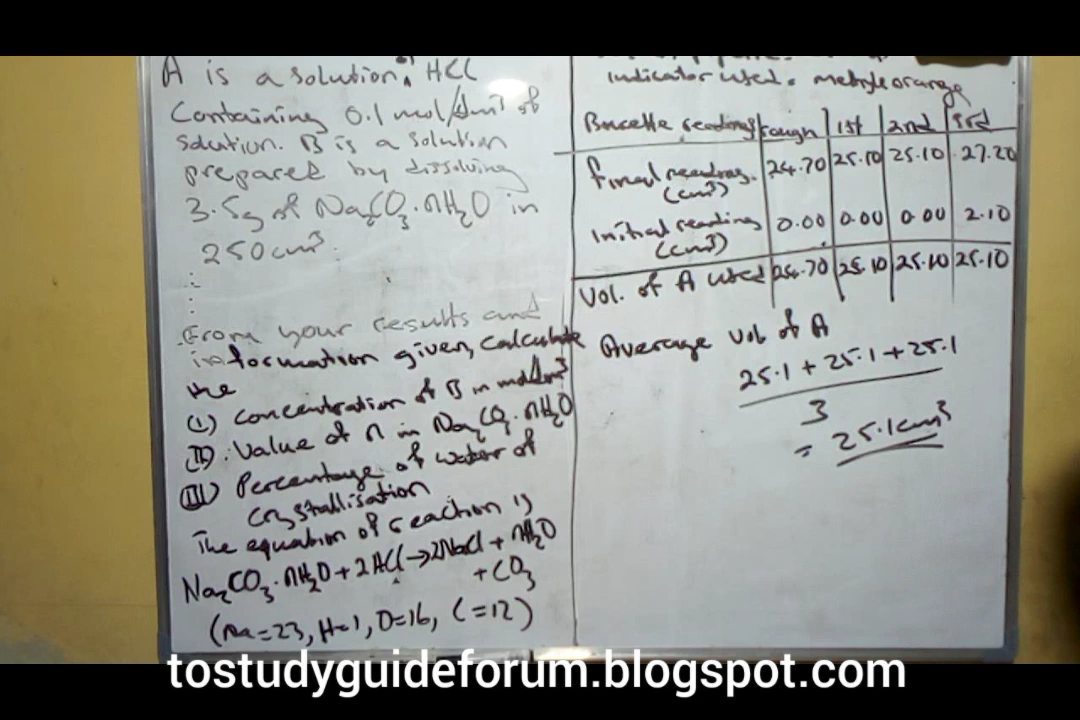 A is a solution of HCl
Containing 0.1 mol/dm³ of
solution. B is a solution
prepared by dissolving
3.5g of Na₂CO₃.nH₂O in
250cm³.
:
:
From your results and
information given, calculate
the
(I) Concentration of B in mol/dm³
(II) Value of n in Na₂CO₃.nH₂O
(III) Percentage of water of
crystallisation
The equation of reaction is
Na₂CO₃.nH₂O + 2HCl → 2NaCl + nH₂O
+ CO₃
(Na=23, H=1, O=16, C=12)
Indicator used = methyle orange
Burette reading rough 1st 2nd 3rd
final reading (cm³) 24.70 25.10 25.10 27.20
Initial reading (cm³) 0.00 0.00 0.00 2.10
Vol. of A used 24.70 25.10 25.10 25.10
Average vol of A
25.1 + 25.1 + 25.1
3
= 25.1cm³
tostudyguideforum.blogspot.com